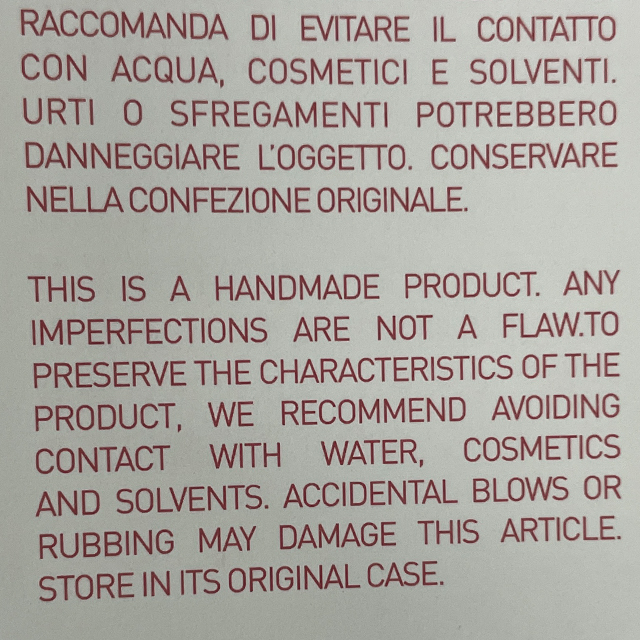 RACCOMANDA DI EVITARE IL CONTATTO
CON ACQUA, COSMETICI E SOLVENTI.
URTI O SFREGAMENTI POTREBBERO
DANNEGGIARE L'OGGETTO. CONSERVARE
NELLA CONFEZIONE ORIGINALE.
THIS IS A HANDMADE PRODUCT. ANY
IMPERFECTIONS ARE NOT A FLAW.TO
PRESERVE THE CHARACTERISTICS OF THE
PRODUCT, WE RECOMMEND AVOIDING
CONTACT WITH WATER, COSMETICS
AND SOLVENTS. ACCIDENTAL BLOWS OR
RUBBING MAY DAMAGE THIS ARTICLE.
STORE IN ITS ORIGINAL CASE.